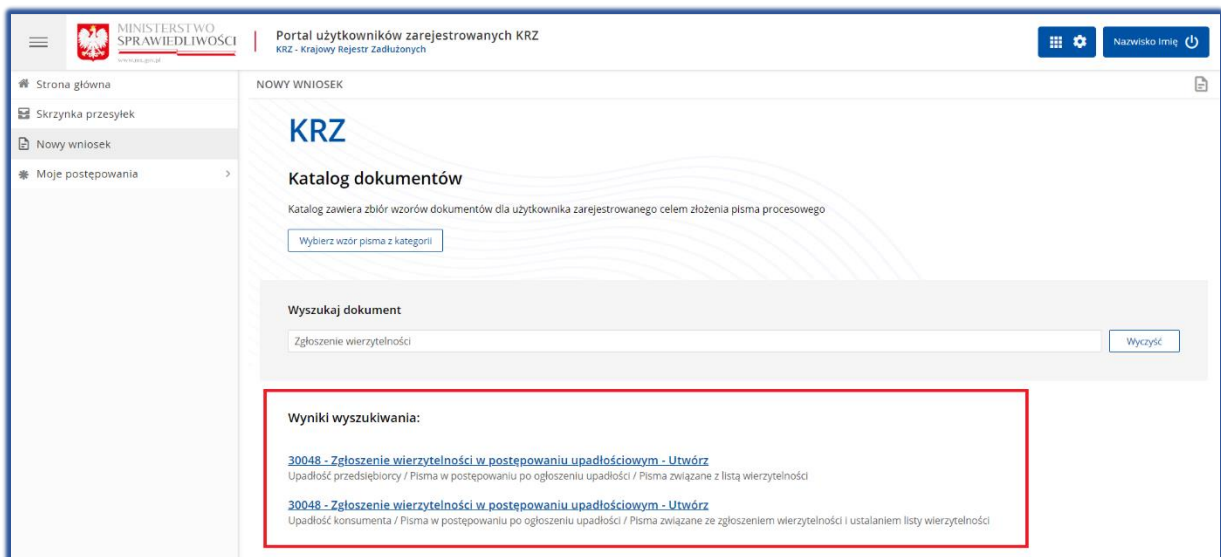 MINISTERSTWO
SPRAWIEDLIWOŚCI
www.ms.gov.pl
Portal użytkowników zarejestrowanych KRZ
KRZ - Krajowy Rejestr Zadłużonych
Nazwisko Imię
Strona główna
Skrzynka przesyłek
Nowy wniosek
Moje postępowania
NOWY WNIOSEK
KRZ
Katalog dokumentów
Katalog zawiera zbiór wzorów dokumentów dla użytkownika zarejestrowanego celem złożenia pisma procesowego
Wybierz wzór pisma z kategorii
Wyszukaj dokument
Zgłoszenie wierzytelności
Wyczyść
Wyniki wyszukiwania:
30048 - Zgłoszenie wierzytelności w postępowaniu upadłościowym - Utwórz
Upadłość przedsiębiorcy / Pisma w postępowaniu po ogłoszeniu upadłości / Pisma związane z listą wierzytelności
30048 - Zgłoszenie wierzytelności w postępowaniu upadłościowym - Utwórz
Upadłość konsumenta / Pisma w postępowaniu po ogłoszeniu upadłości / Pisma związane ze zgłoszeniem wierzytelności i ustalaniem listy wierzytelności